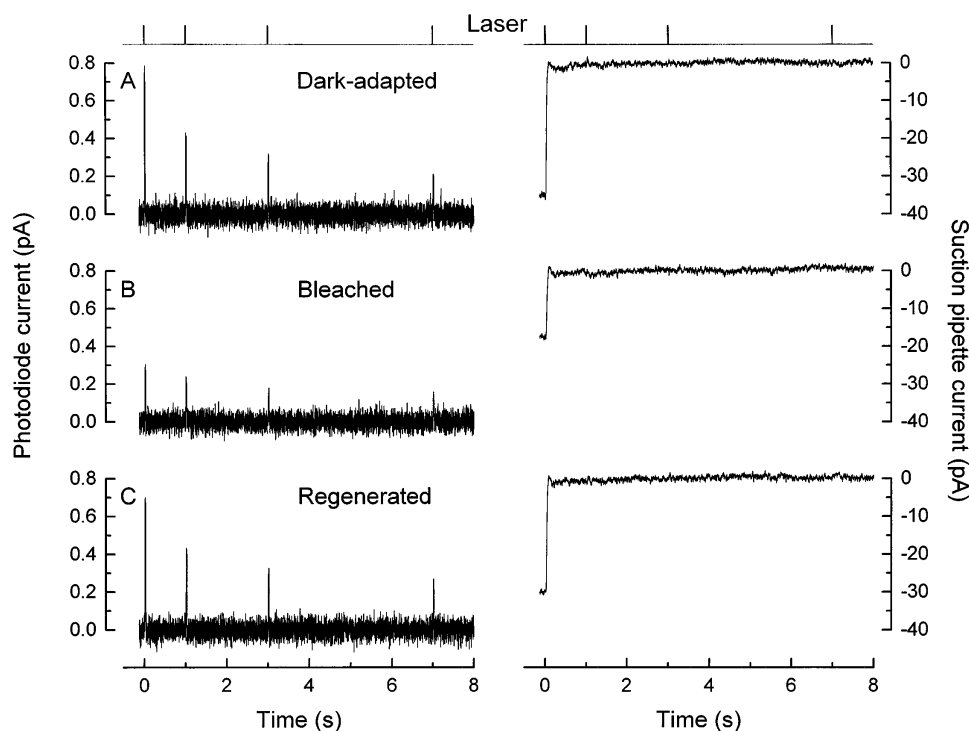 Laser
A
Dark-adapted
0.8
0.6
0.4
0.2
0.0
0
-10
-20
-30
-40
B
Bleached
0.8
0.6
0.4
0.2
0.0
0
-10
-20
-30
-40
C
Regenerated
0.8
0.6
0.4
0.2
0.0
0
-10
-20
-30
-40
Photodiode current (pA)
Suction pipette current (pA)
0 2 4 6 8
0 2 4 6 8
Time (s)
Time (s)